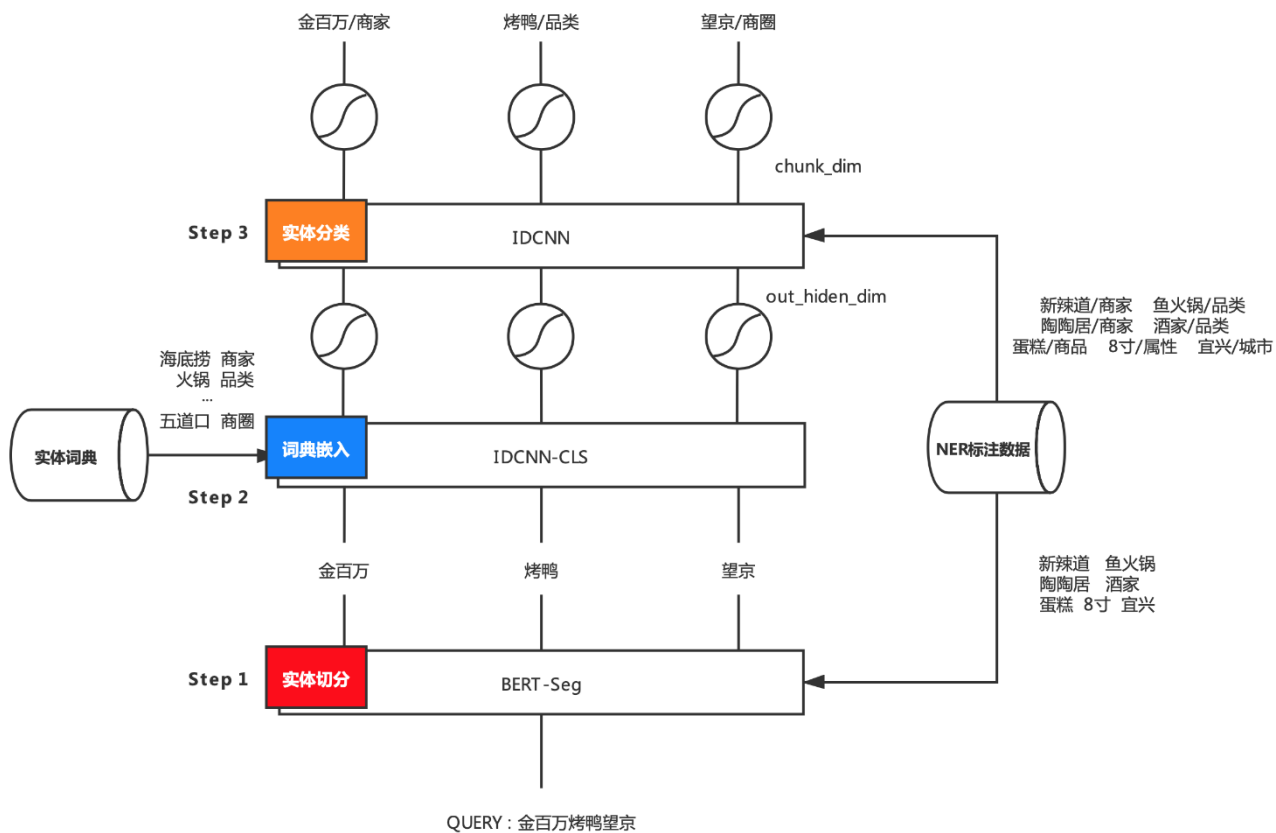 金百万/商家 烤鸭/品类 望京/商圈
chunk_dim
Step 3 实体分类 IDCNN
out_hiden_dim
新辣道/商家 鱼火锅/品类
陶陶居/商家 酒家/品类
蛋糕/商品 8寸/属性 宜兴/城市
海底捞 商家
火锅 品类
...
五道口 商圈
实体词典
词典嵌入 IDCNN-CLS
Step 2
NER标注数据
金百万 烤鸭 望京
新辣道 鱼火锅
陶陶居 酒家
蛋糕 8寸 宜兴
Step 1 实体切分 BERT-Seg
QUERY：金百万烤鸭望京